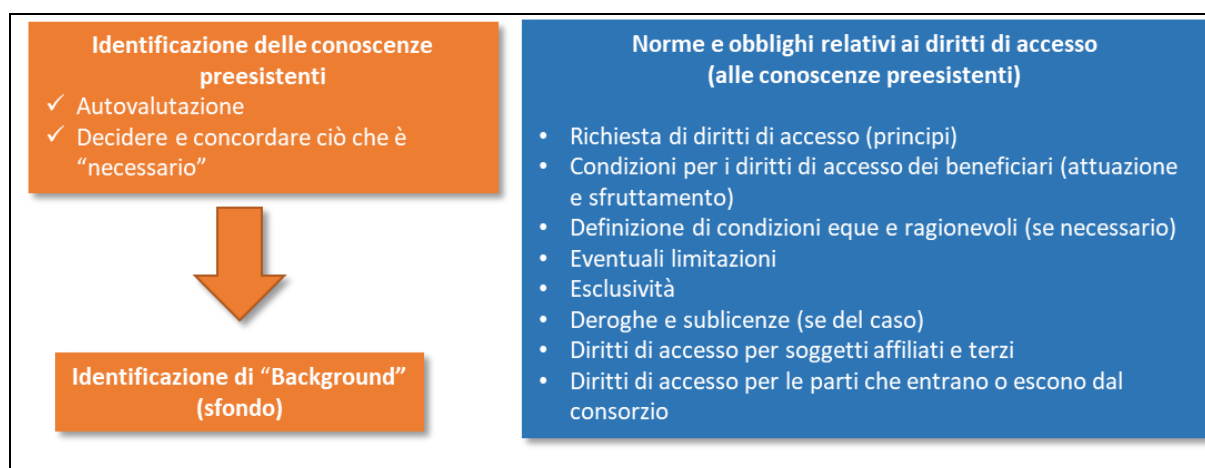 Identificazione delle conoscenze
preesistenti
✓ Autovalutazione
✓ Decidere e concordare ciò che è
“necessario”
Identificazione di “Background”
(sfondo)
Norme e obblighi relativi ai diritti di accesso
(alle conoscenze preesistenti)
• Richiesta di diritti di accesso (principi)
• Condizioni per i diritti di accesso dei beneficiari (attuazione
e sfruttamento)
• Definizione di condizioni eque e ragionevoli (se necessario)
• Eventuali limitazioni
• Esclusività
• Deroghe e sublicenze (se del caso)
• Diritti di accesso per soggetti affiliati e terzi
• Diritti di accesso per le parti che entrano o escono dal
consorzio